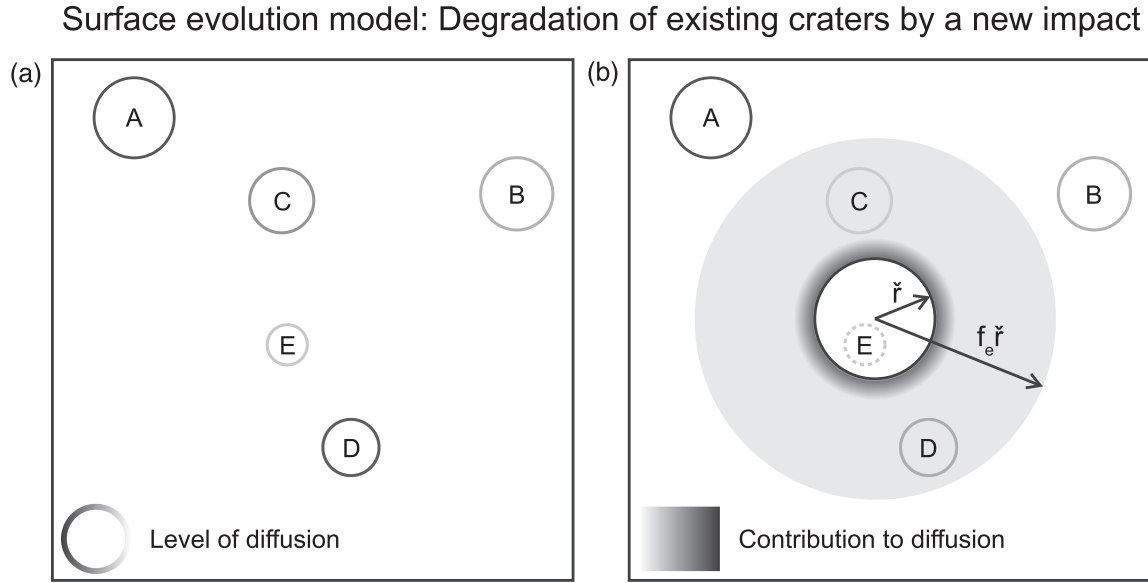 Surface evolution model: Degradation of existing craters by a new impact
(a)
A
C
B
E
D
Level of diffusion
(b)
A
C
B
ř
E
fₑř
D
Contribution to diffusion